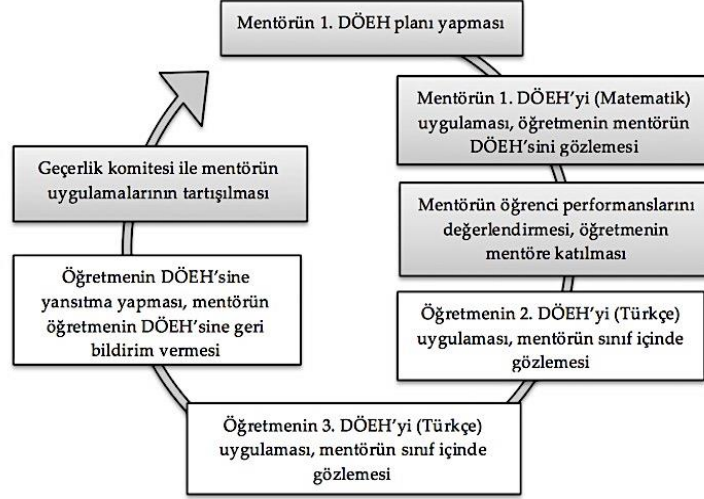 Mentörün 1. DÖEH planı yapması
Mentörün 1. DÖEH'yi (Matematik)
uygulaması, öğretmenin mentörün
DÖEH'sini gözlemesi
Mentörün öğrenci performanslarını
değerlendirmesi, öğretmenin
mentöre katılması
Öğretmenin 2. DÖEH'yi (Türkçe)
uygulaması, mentörün sınıf içinde
gözlemesi
Öğretmenin 3. DÖEH'yi (Türkçe)
uygulaması, mentörün sınıf içinde
gözlemesi
Öğretmenin DÖEH'sine
yansıtma yapması, mentörün
öğretmenin DÖEH'sine geri
bildirim vermesi
Geçerlik komitesi ile mentörün
uygulamalarının tartışılması